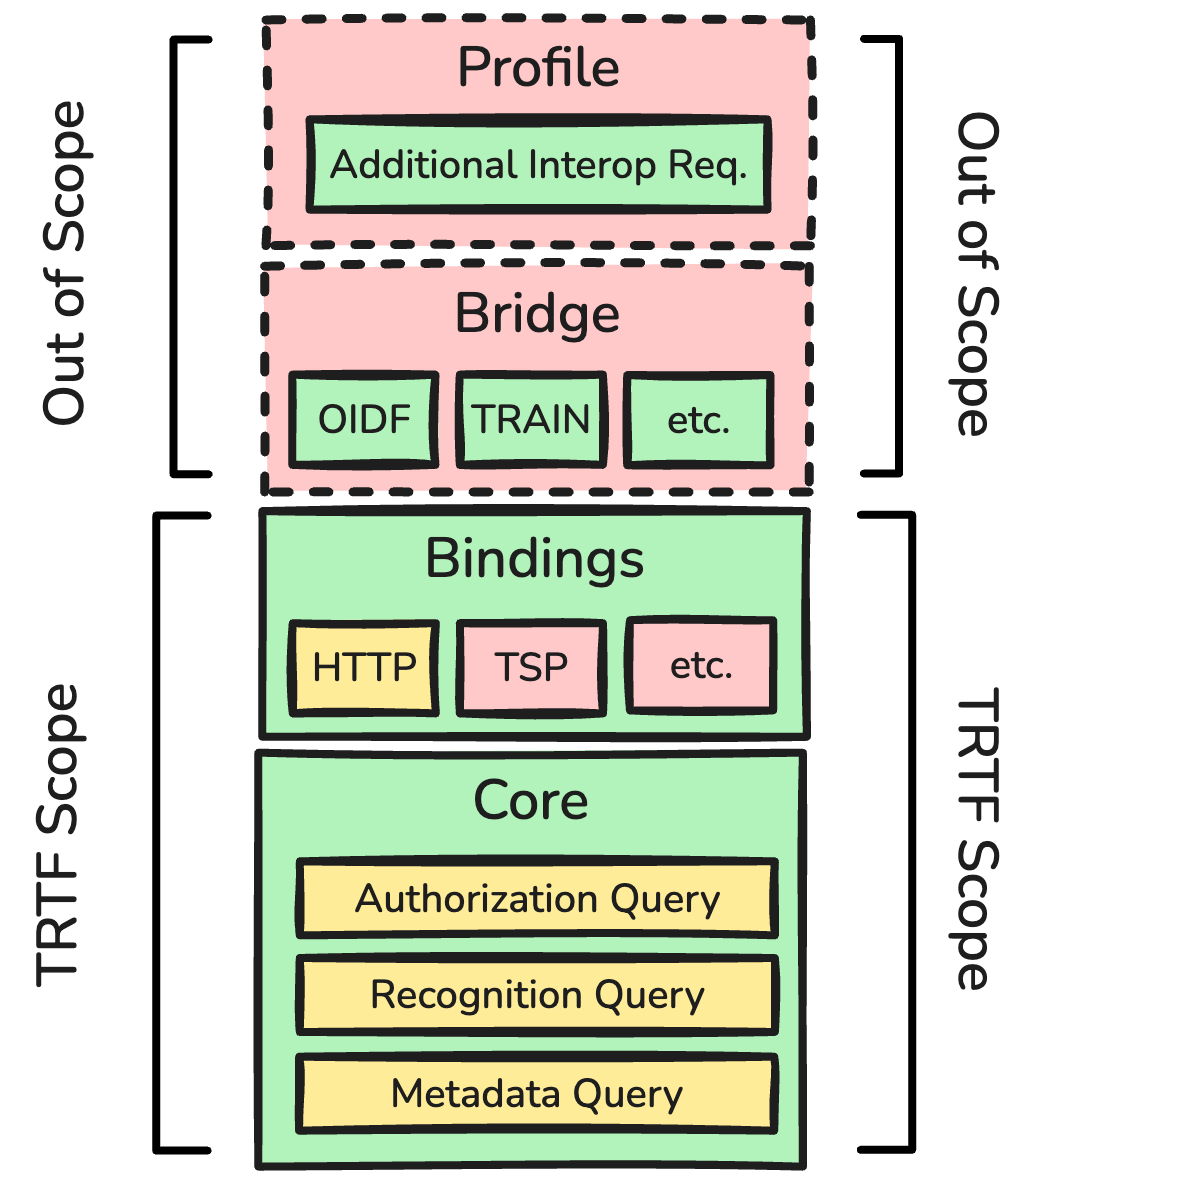 Out of Scope
Profile
Additional Interop Req.
Out of Scope
Bridge
OIDF
TRAIN
etc.
TRTF Scope
Bindings
HTTP
TSP
etc.
TRTF Scope
Core
Authorization Query
Recognition Query
Metadata Query